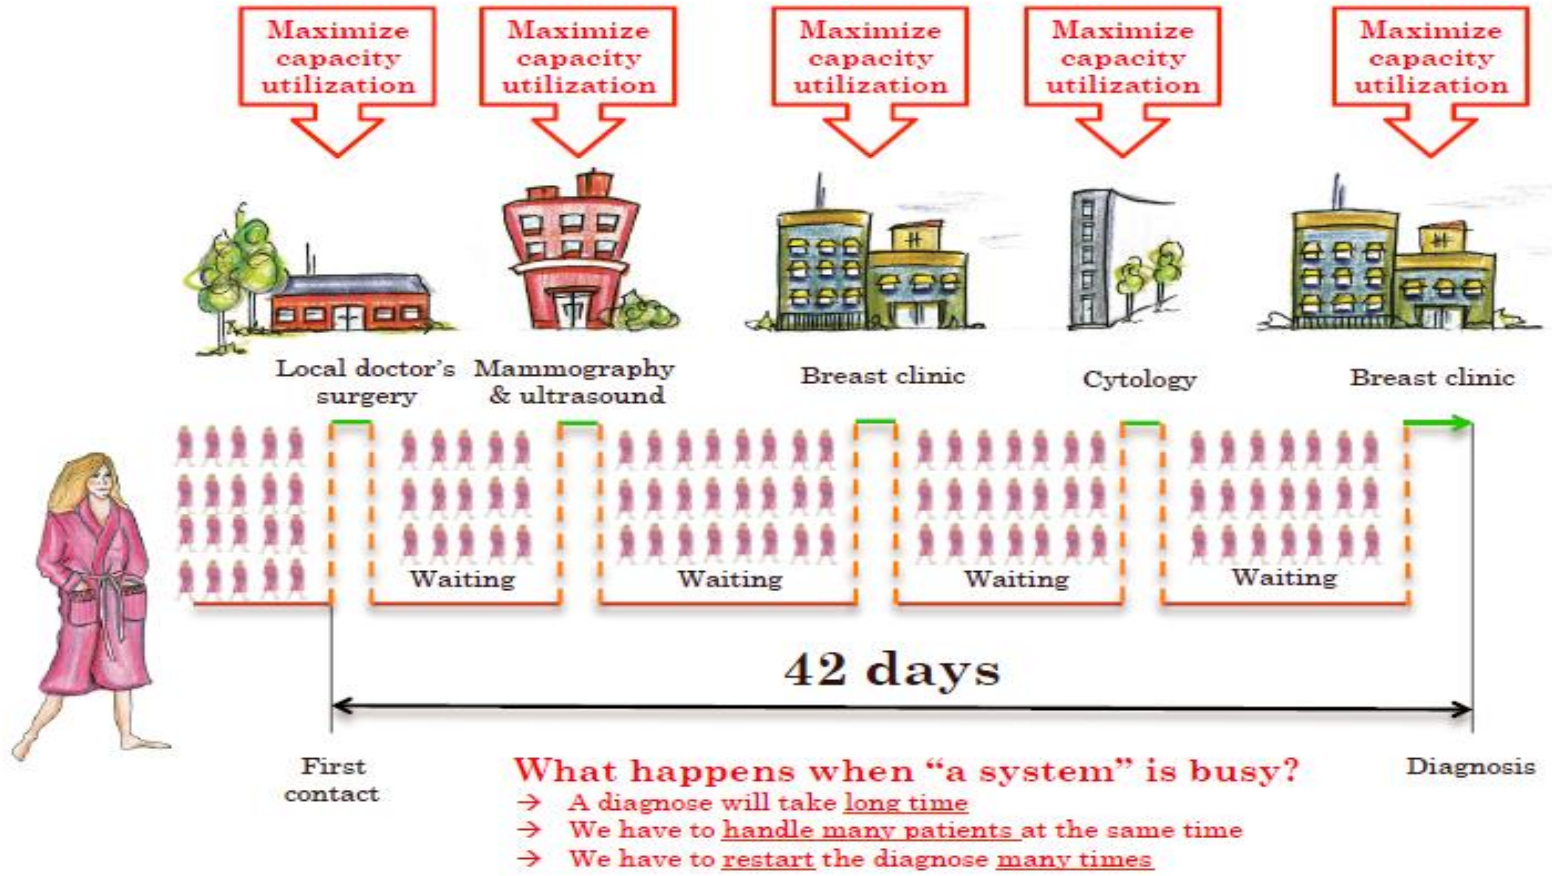 Maximize
capacity
utilization
Maximize
capacity
utilization
Maximize
capacity
utilization
Maximize
capacity
utilization
Maximize
capacity
utilization
H
H
Local doctor's
surgery
Mammography
& ultrasound
Breast clinic
Cytology
Breast clinic
Waiting
Waiting
Waiting
Waiting
42 days
First
contact
Diagnosis
What happens when “a system” is busy?
→ A diagnose will take long time
→ We have to handle many patients at the same time
→ We have to restart the diagnose many times